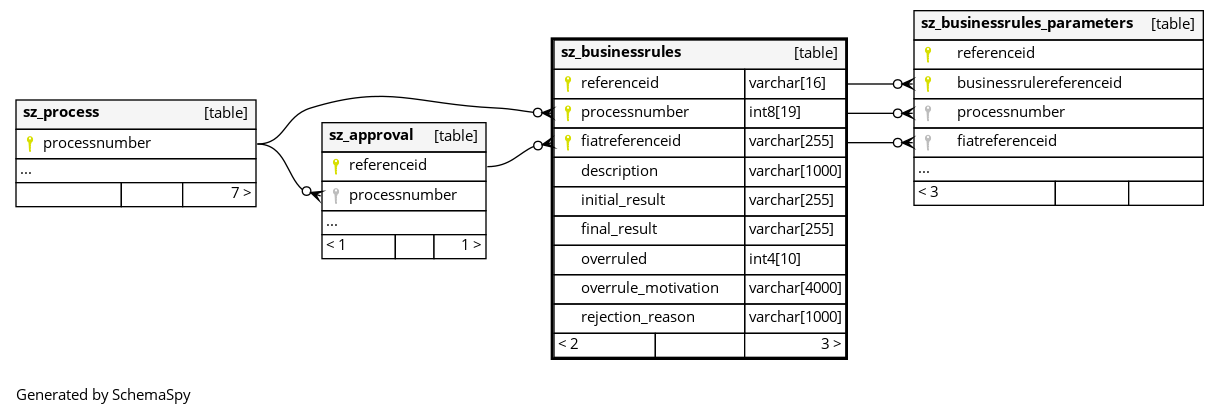 sz_process [table]
processnumber
...
7 >
sz_approval [table]
referenceid
processnumber
...
< 1 1 >
sz_businessrules [table]
referenceid varchar[16]
processnumber int8[19]
fiatreferenceid varchar[255]
description varchar[1000]
initial_result varchar[255]
final_result varchar[255]
overruled int4[10]
overrule_motivation varchar[4000]
rejection_reason varchar[1000]
< 2 3 >
sz_businessrules_parameters [table]
referenceid
businessrulereferenceid
processnumber
fiatreferenceid
...
< 3
Generated by SchemaSpy